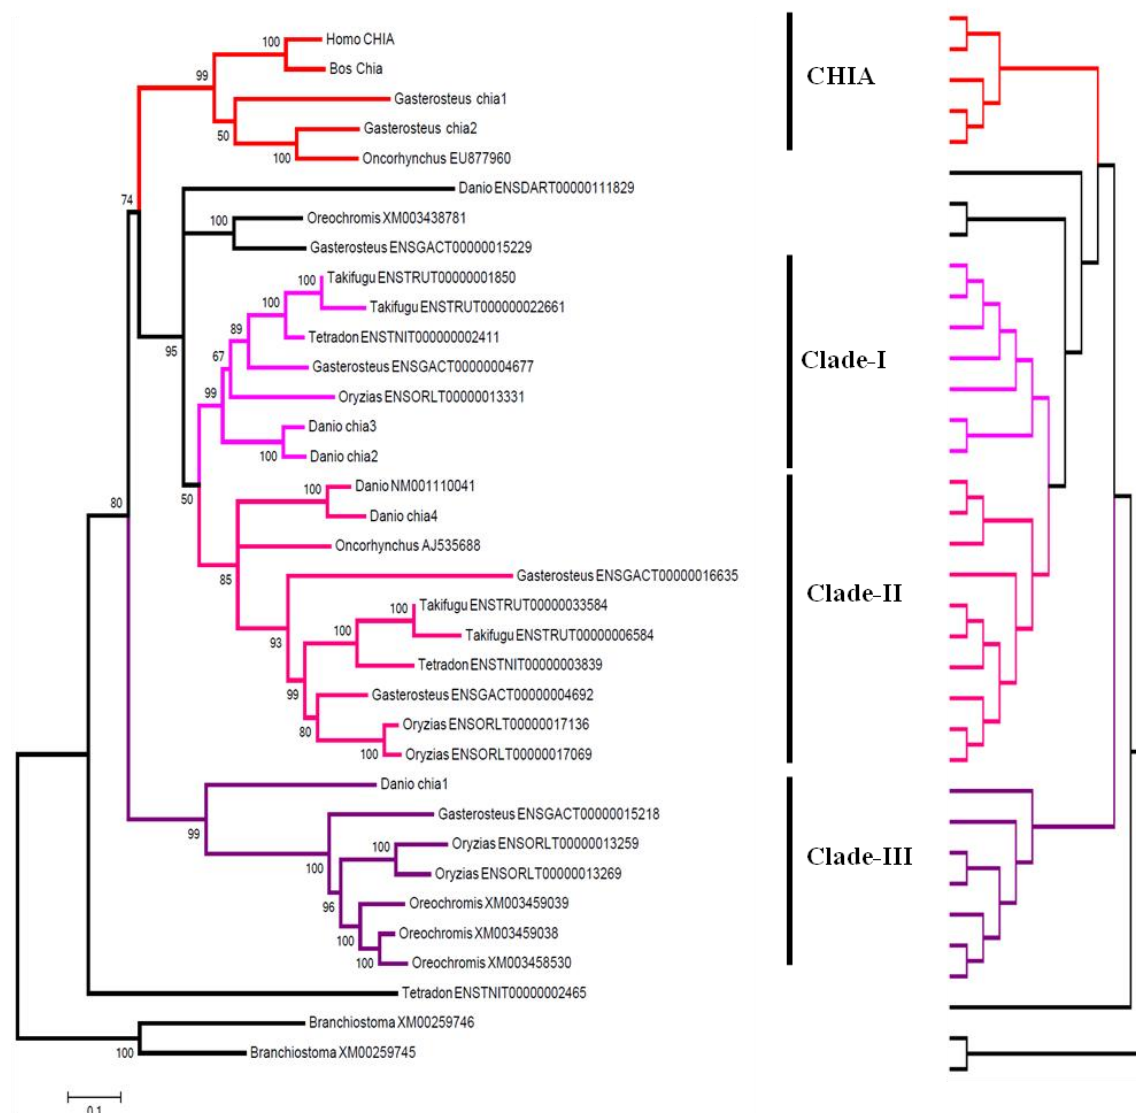 Homo CHIA
100
Bos Chia
99
CHIA
Gasterosteus chia1
Gasterosteus chia2
50
100
Oncorhynchus EU877960
Danio ENSDART00000111829
74
Oreochromis XM003438781
100
Gasterosteus ENSGACT00000015229
Takifugu ENSTRUT00000001850
100
100
Takifugu ENSTRUT000000022661
89
Tetradon ENSTNIT000000002411
95
67
Clade-I
Gasterosteus ENSGACT00000004677
99
Oryzias ENSORLT00000013331
Danio chia3
100
Danio chia2
Danio NM001110041
100
80
50
Danio chia4
Oncorhynchus AJ535688
85
Gasterosteus ENSGACT00000016635
Clade-II
Takifugu ENSTRUT00000033584
100
100
Takifugu ENSTRUT00000006584
93
Tetradon ENSTNIT00000003839
99
Gasterosteus ENSGACT00000004692
80
Oryzias ENSORLT00000017136
100
Oryzias ENSORLT00000017069
Danio chia1
Gasterosteus ENSGACT00000015218
99
Oryzias ENSORLT00000013259
100
100
Clade-III
Oryzias ENSORLT00000013269
96
Oreochromis XM003459039
Oreochromis XM003459038
100
100
Oreochromis XM003458530
Tetradon ENSTNIT00000002465
Branchiostoma XM00259746
100
Branchiostoma XM00259745
0.1